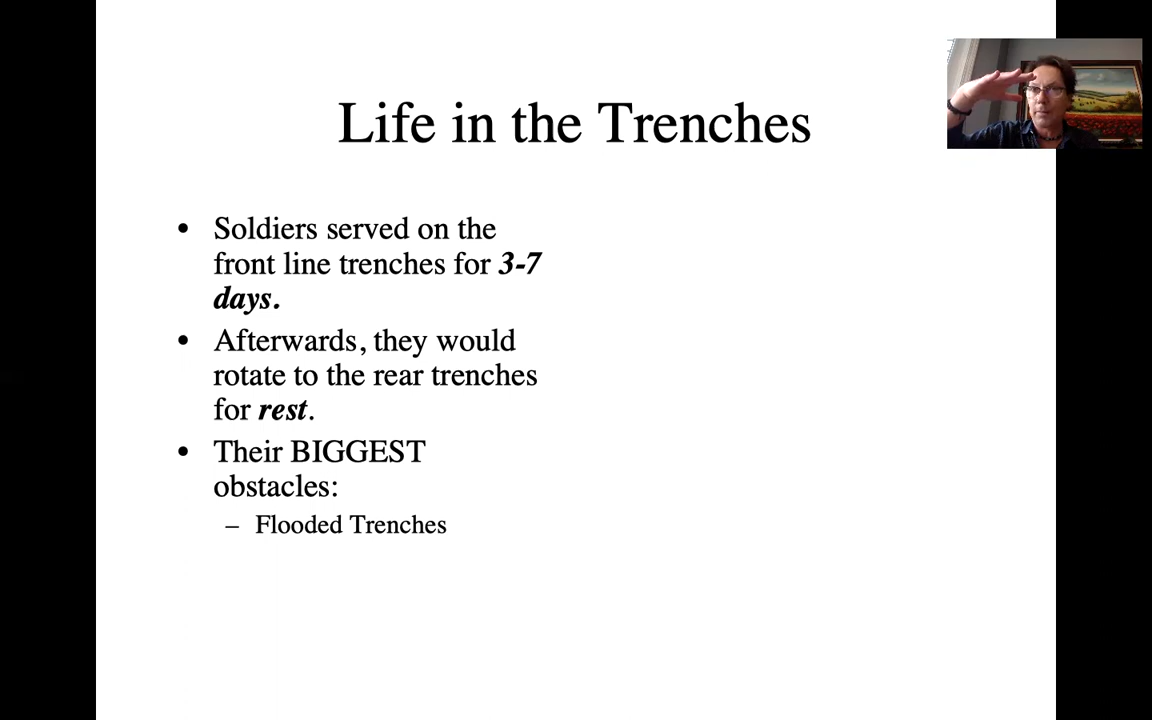 Life in the Trenches
• Soldiers served on the
front line trenches for 3-7
days.
• Afterwards, they would
rotate to the rear trenches
for rest.
• Their BIGGEST
obstacles:
– Flooded Trenches